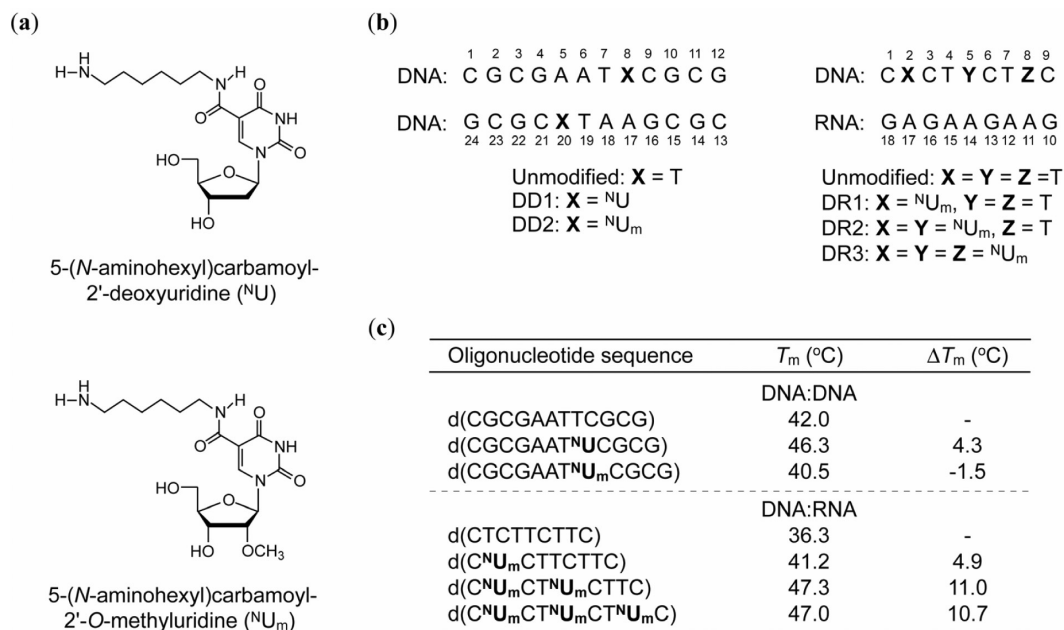 (a)
H-N
H
N
H
O
O
NH
N
O
HO
O
HO
5-(N-aminohexyl)carbamoyl-
2'-deoxyuridine (ᴺU)
H-N
H
N
H
O
O
NH
N
O
HO
O
HO
OCH₃
5-(N-aminohexyl)carbamoyl-
2'-O-methyluridine (ᴺUₘ)
(b)
1 2 3 4 5 6 7 8 9 10 11 12
DNA: C G C G A A T X C G C G
DNA: G C G C X T A A G C G C
24 23 22 21 20 19 18 17 16 15 14 13
Unmodified: X = T
DD1: X = ᴺU
DD2: X = ᴺUₘ
1 2 3 4 5 6 7 8 9
DNA: C X C T Y C T Z C
RNA: G A G A A G A A G
18 17 16 15 14 13 12 11 10
Unmodified: X = Y = Z =T
DR1: X = ᴺUₘ, Y = Z = T
DR2: X = Y = ᴺUₘ, Z = T
DR3: X = Y = Z = ᴺUₘ
(c)
Oligonucleotide sequence Tₘ (°C) ΔTₘ (°C)
DNA:DNA
d(CGCGAATTCGCG) 42.0 -
d(CGCGAATᴺUCGCG) 46.3 4.3
d(CGCGAATᴺUₘCGCG) 40.5 -1.5
DNA:RNA
d(CTCTTCTTC) 36.3 -
d(CᴺUₘCTTCTTC) 41.2 4.9
d(CᴺUₘCTᴺUₘCTTC) 47.3 11.0
d(CᴺUₘCTᴺUₘCTᴺUₘC) 47.0 10.7